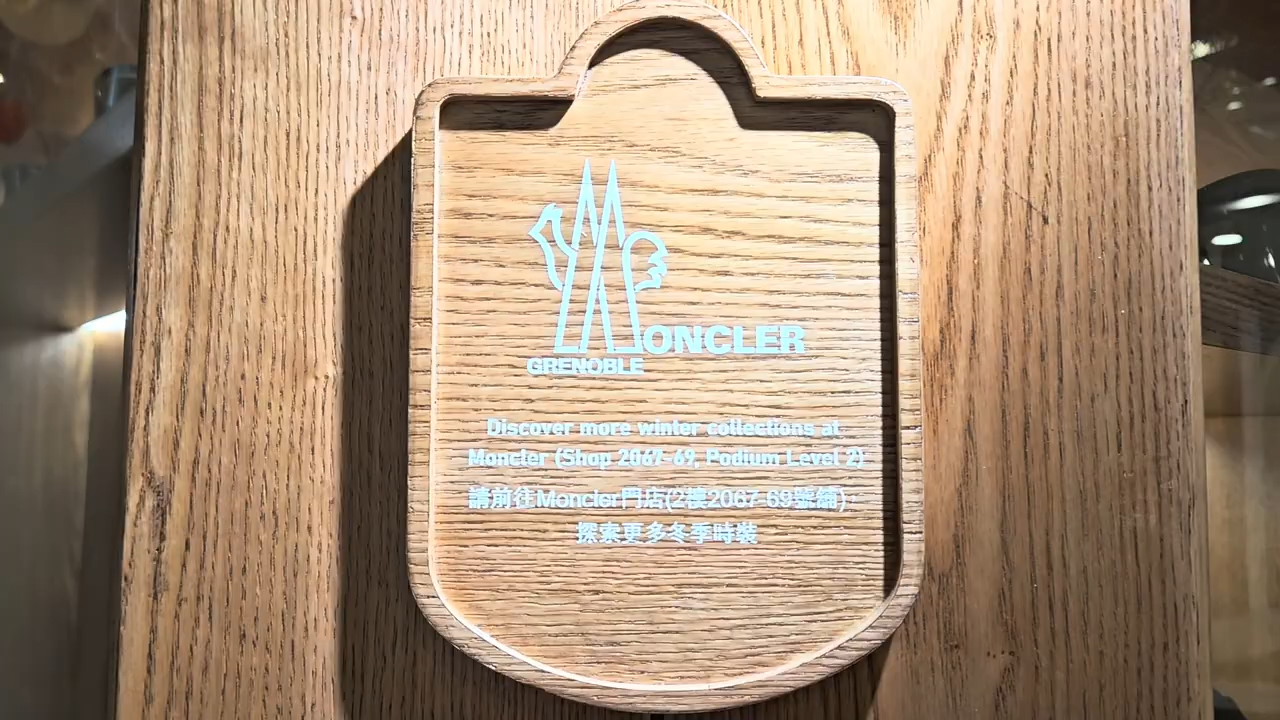 MONCLER
GRENOBLE
Discover more winter collections at
Moncler (Shop 2067-69, Podium Level 2)
請前往Moncler門店(2樓2067-69號舖)，
探索更多冬季時裝